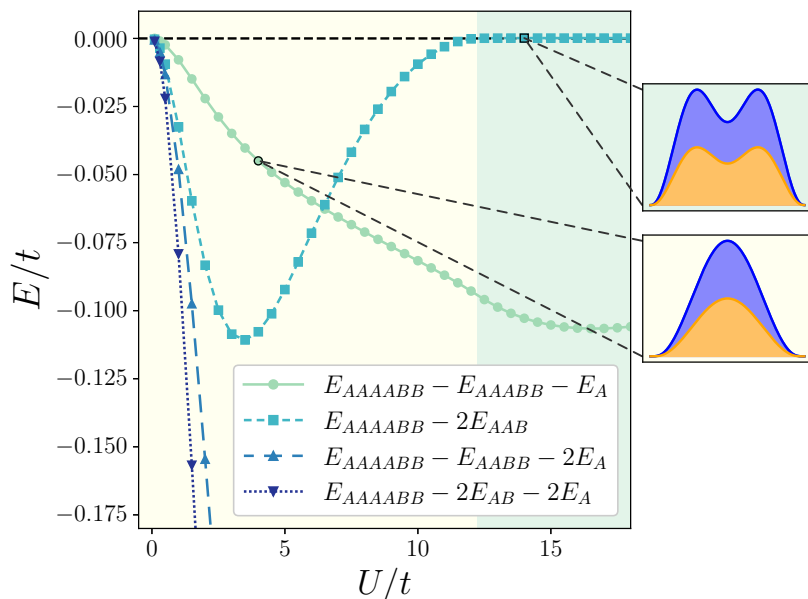 0.000
−0.025
−0.050
−0.075
−0.100
−0.125
−0.150
−0.175
E/t
E_{AAAABB} − E_{AAABB} − E_A
E_{AAAABB} − 2E_{AAB}
E_{AAAABB} − E_{AABB} − 2E_A
E_{AAAABB} − 2E_{AB} − 2E_A
0 5 10 15
U/t